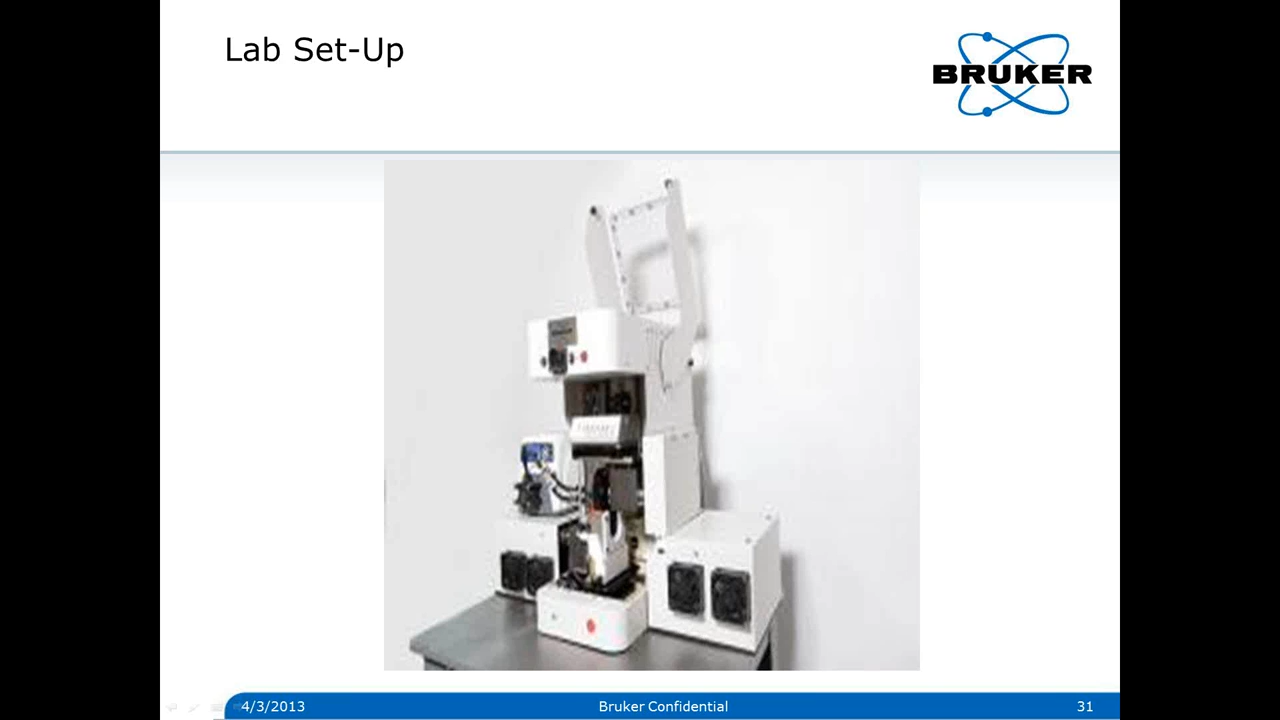 Lab Set-Up
BRUKER
4/3/2013
Bruker Confidential
31